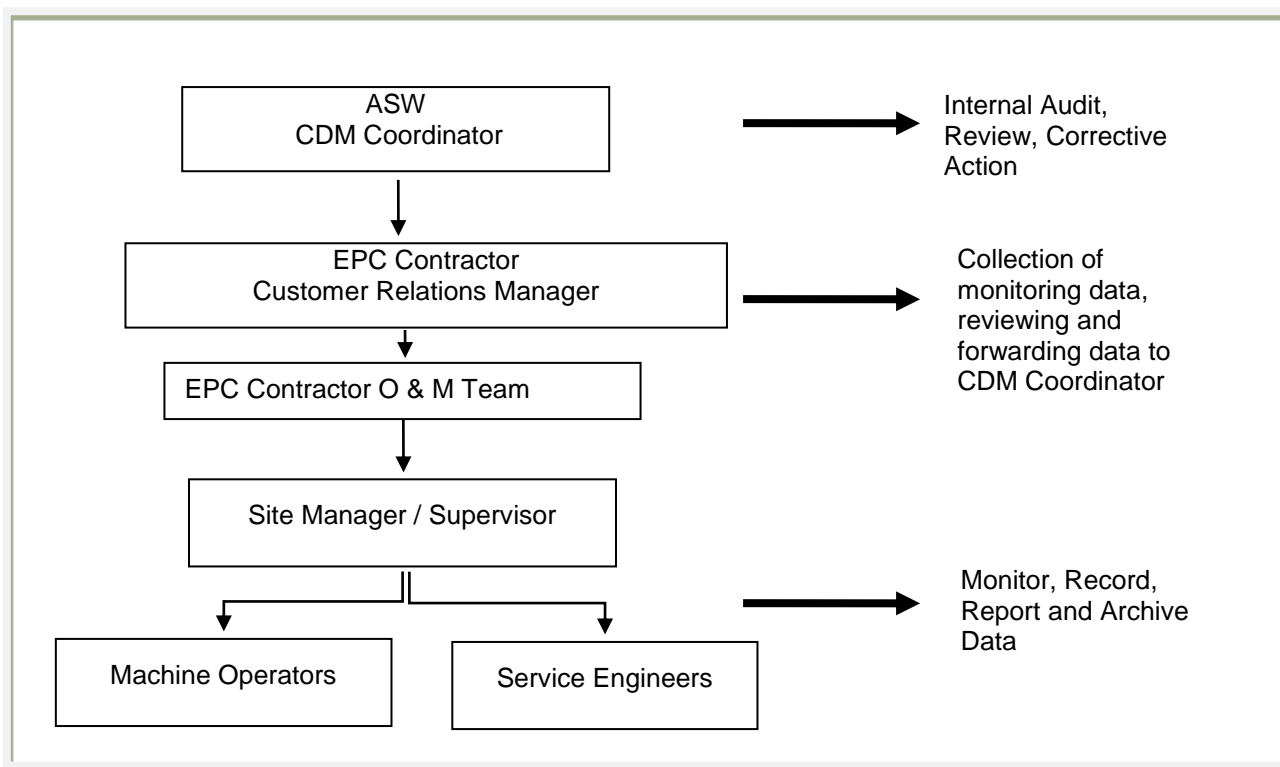 ASW
CDM Coordinator
Internal Audit,
Review, Corrective
Action
EPC Contractor
Customer Relations Manager
Collection of
monitoring data,
reviewing and
forwarding data to
CDM Coordinator
EPC Contractor O & M Team
Site Manager / Supervisor
Monitor, Record,
Report and Archive
Data
Machine Operators
Service Engineers